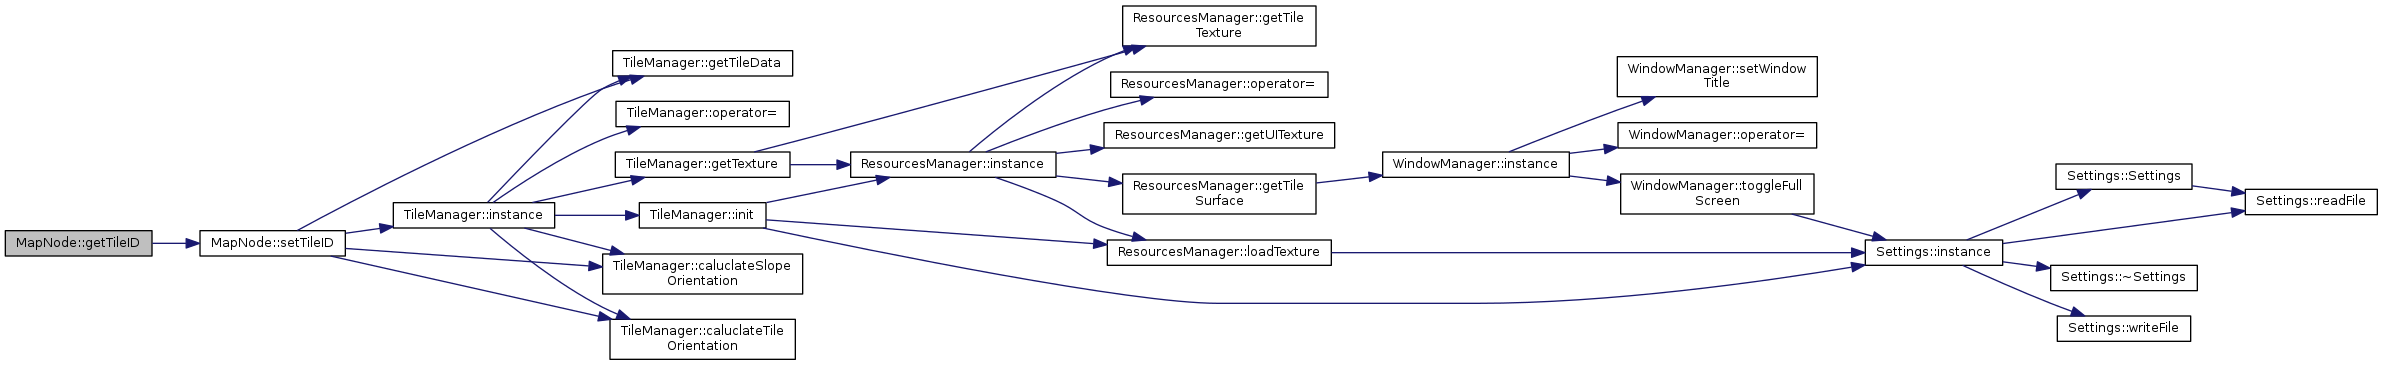 MapNode::getTileID
MapNode::setTileID
TileManager::instance
TileManager::getTileData
TileManager::operator=
TileManager::getTexture
TileManager::init
TileManager::caluclateSlope
Orientation
TileManager::caluclateTile
Orientation
ResourcesManager::instance
ResourcesManager::getTile
Texture
ResourcesManager::operator=
ResourcesManager::getUITexture
ResourcesManager::getTile
Surface
ResourcesManager::loadTexture
WindowManager::instance
WindowManager::setWindow
Title
WindowManager::operator=
WindowManager::toggleFull
Screen
Settings::instance
Settings::Settings
Settings::~Settings
Settings::writeFile
Settings::readFile